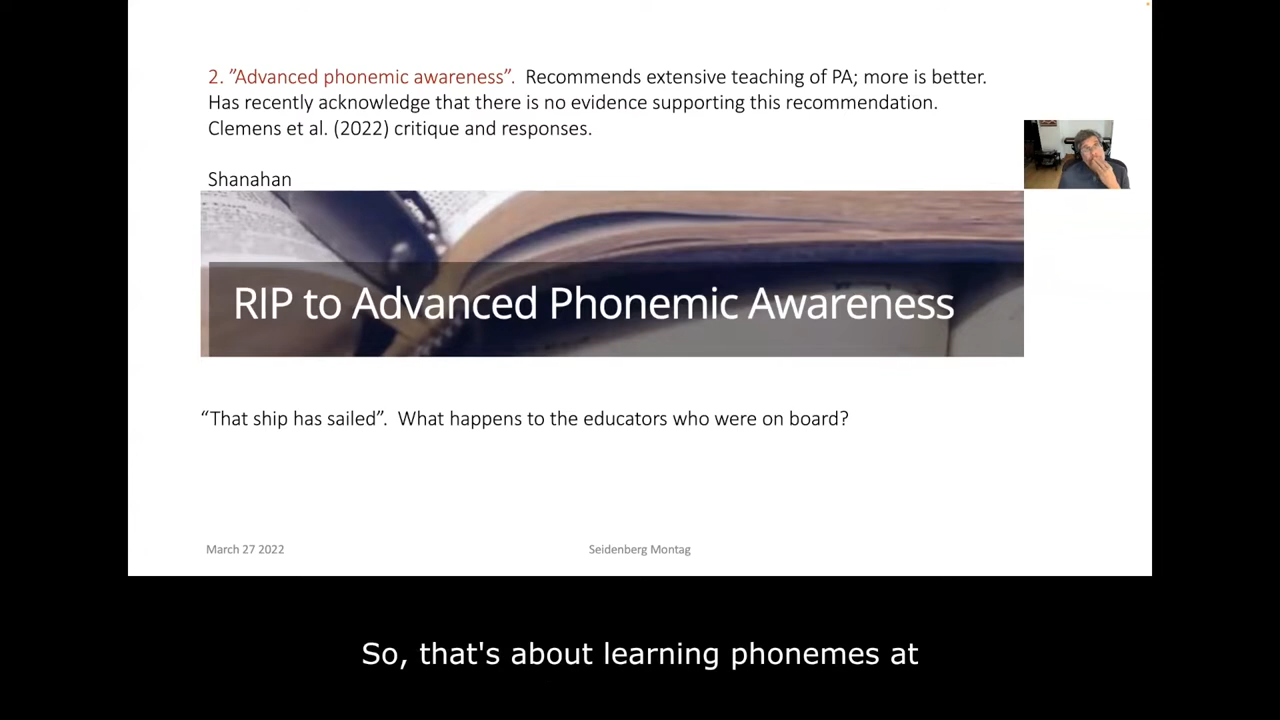 2. ”Advanced phonemic awareness”. Recommends extensive teaching of PA; more is better.
Has recently acknowledge that there is no evidence supporting this recommendation.
Clemens et al. (2022) critique and responses.
Shanahan
RIP to Advanced Phonemic Awareness
“That ship has sailed”. What happens to the educators who were on board?
March 27 2022
Seidenberg Montag
So, that's about learning phonemes at